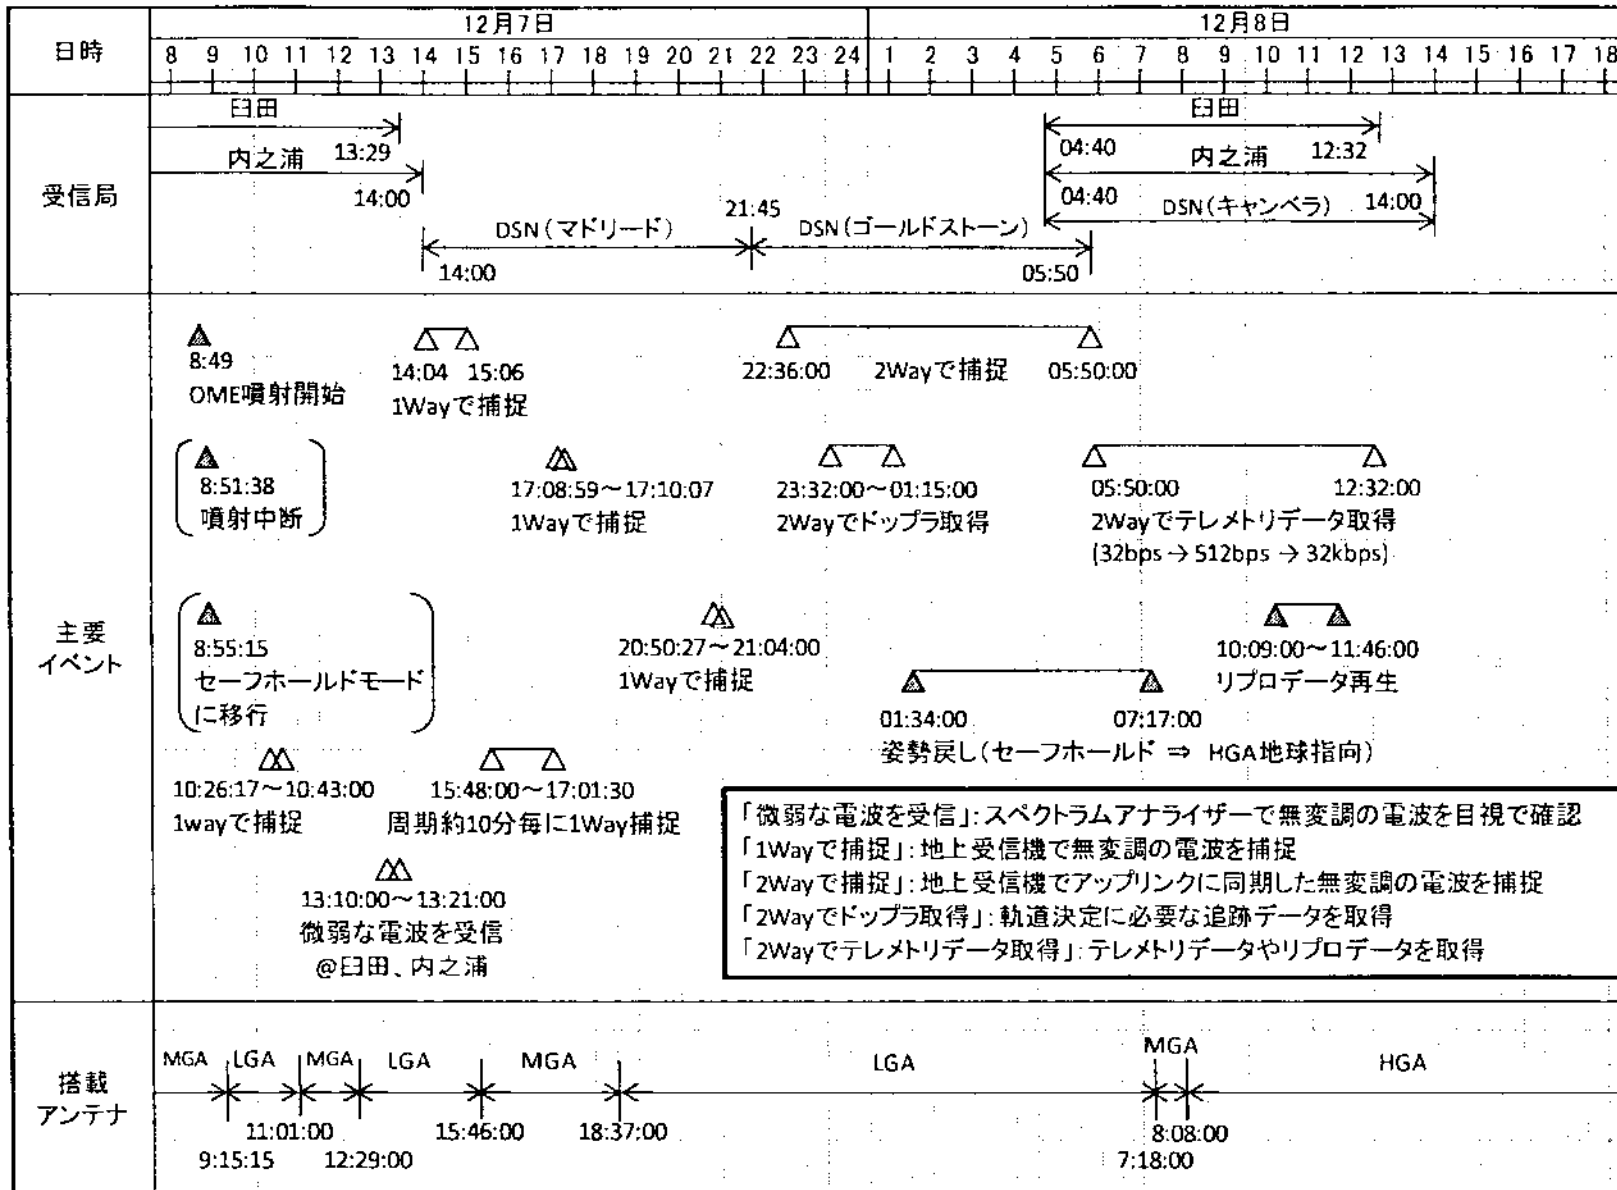 日時
12月7日
12月8日
8 9 10 11 12 13 14 15 16 17 18 19 20 21 22 23 24 1 2 3 4 5 6 7 8 9 10 11 12 13 14 15 16 17 18
受信局
臼田
13:29
内之浦
14:00
DSN(マドリード)
14:00
21:45
DSN(ゴールドストーン)
05:50
臼田
04:40
12:32
内之浦
04:40
14:00
DSN(キャンベラ)
主要
イベント
8:49
OME噴射開始
14:04 15:06
1Wayで捕捉
22:36:00 2Wayで捕捉 05:50:00
8:51:38
噴射中断
17:08:59～17:10:07
1Wayで捕捉
23:32:00～01:15:00
2Wayでドップラ取得
05:50:00 12:32:00
2Wayでテレメトリデータ取得
(32bps→512bps→32kbps)
8:55:15
セーフホールドモード
に移行
20:50:27～21:04:00
1Wayで捕捉
10:09:00～11:46:00
リプロデータ再生
01:34:00 07:17:00
姿勢戻し(セーフホールド ⇒ HGA地球指向)
10:26:17～10:43:00
1wayで捕捉
15:48:00～17:01:30
周期約10分毎に1Way捕捉
13:10:00～13:21:00
微弱な電波を受信
@臼田、内之浦
「微弱な電波を受信」:スペクトラムアナライザーで無変調の電波を目視で確認
「1Wayで捕捉」:地上受信機で無変調の電波を捕捉
「2Wayで捕捉」:地上受信機でアップリンクに同期した無変調の電波を捕捉
「2Wayでドップラ取得」:軌道決定に必要な追跡データを取得
「2Wayでテレメトリデータ取得」:テレメトリデータやリプロデータを取得
搭載
アンテナ
MGA LGA MGA LGA MGA LGA MGA HGA
11:01:00 15:46:00 18:37:00 8:08:00
9:15:15 12:29:00 7:18:00